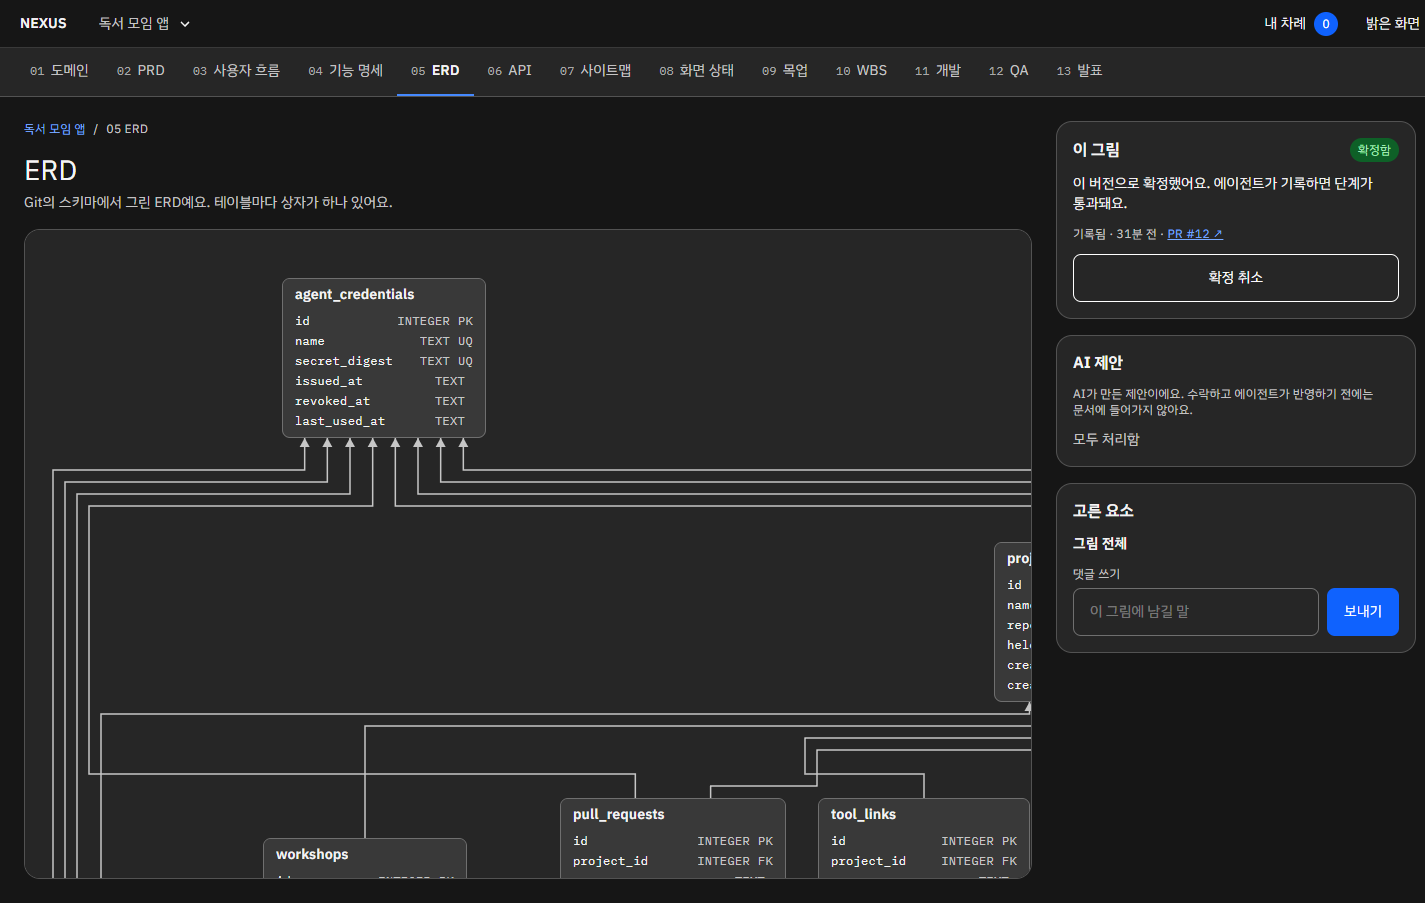 NEXUS
독서 모임 앱
내 차례 0
밝은 화면
01 도메인
02 PRD
03 사용자 흐름
04 기능 명세
05 ERD
06 API
07 사이트맵
08 화면 상태
09 목업
10 WBS
11 개발
12 QA
13 발표
독서 모임 앱 / 05 ERD
ERD
Git의 스키마에서 그린 ERD예요. 테이블마다 상자가 하나 있어요.
agent_credentials
id INTEGER PK
name TEXT UQ
secret_digest TEXT UQ
issued_at TEXT
revoked_at TEXT
last_used_at TEXT
id
pull_requests
id INTEGER PK
project_id INTEGER FK
tool_links
id INTEGER PK
project_id INTEGER FK
workshops
이 그림
확정함
이 버전으로 확정했어요. 에이전트가 기록하면 단계가
통과돼요.
기록됨 · 31분 전 · PR #12 ↗
확정 취소
AI 제안
AI가 만든 제안이에요. 수락하고 에이전트가 반영하기 전에는
문서에 들어가지 않아요.
모두 처리함
고른 요소
그림 전체
댓글 쓰기
이 그림에 남길 말
보내기